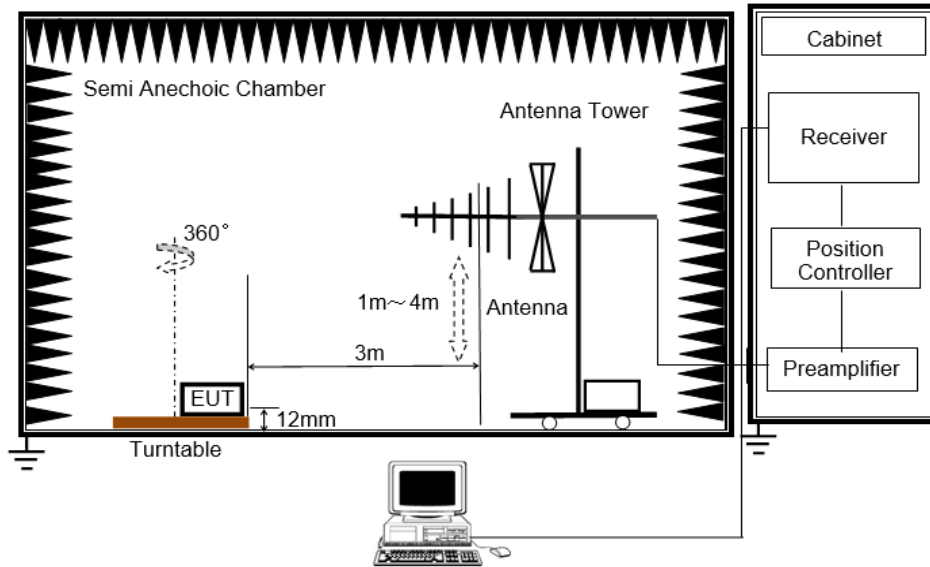 Cabinet
Semi Anechoic Chamber
Antenna Tower
Receiver
360°
Position
Controller
1m～4m
Antenna
3m
Preamplifier
EUT
12mm
Turntable